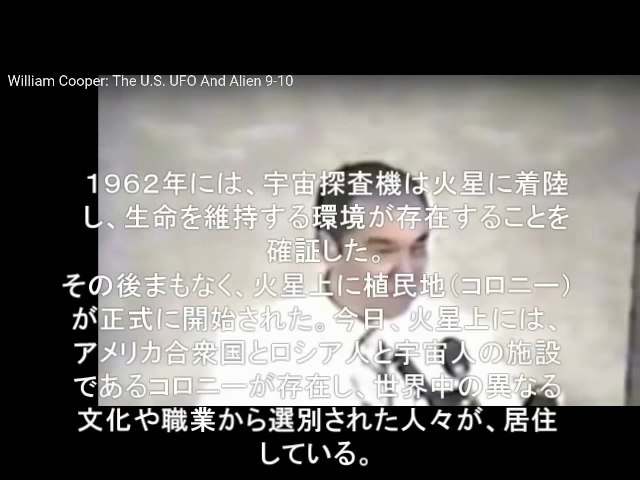 William Cooper: The U.S. UFO And Alien 9-10
１９６２年には、宇宙探査機は火星に着陸
し、生命を維持する環境が存在することを
確証した。
その後まもなく、火星上に植民地（コロニー）
が正式に開始された。今日、火星上には、
アメリカ合衆国とロシア人と宇宙人の施設
であるコロニーが存在し、世界中の異なる
文化や職業から選別された人々が、居住
している。